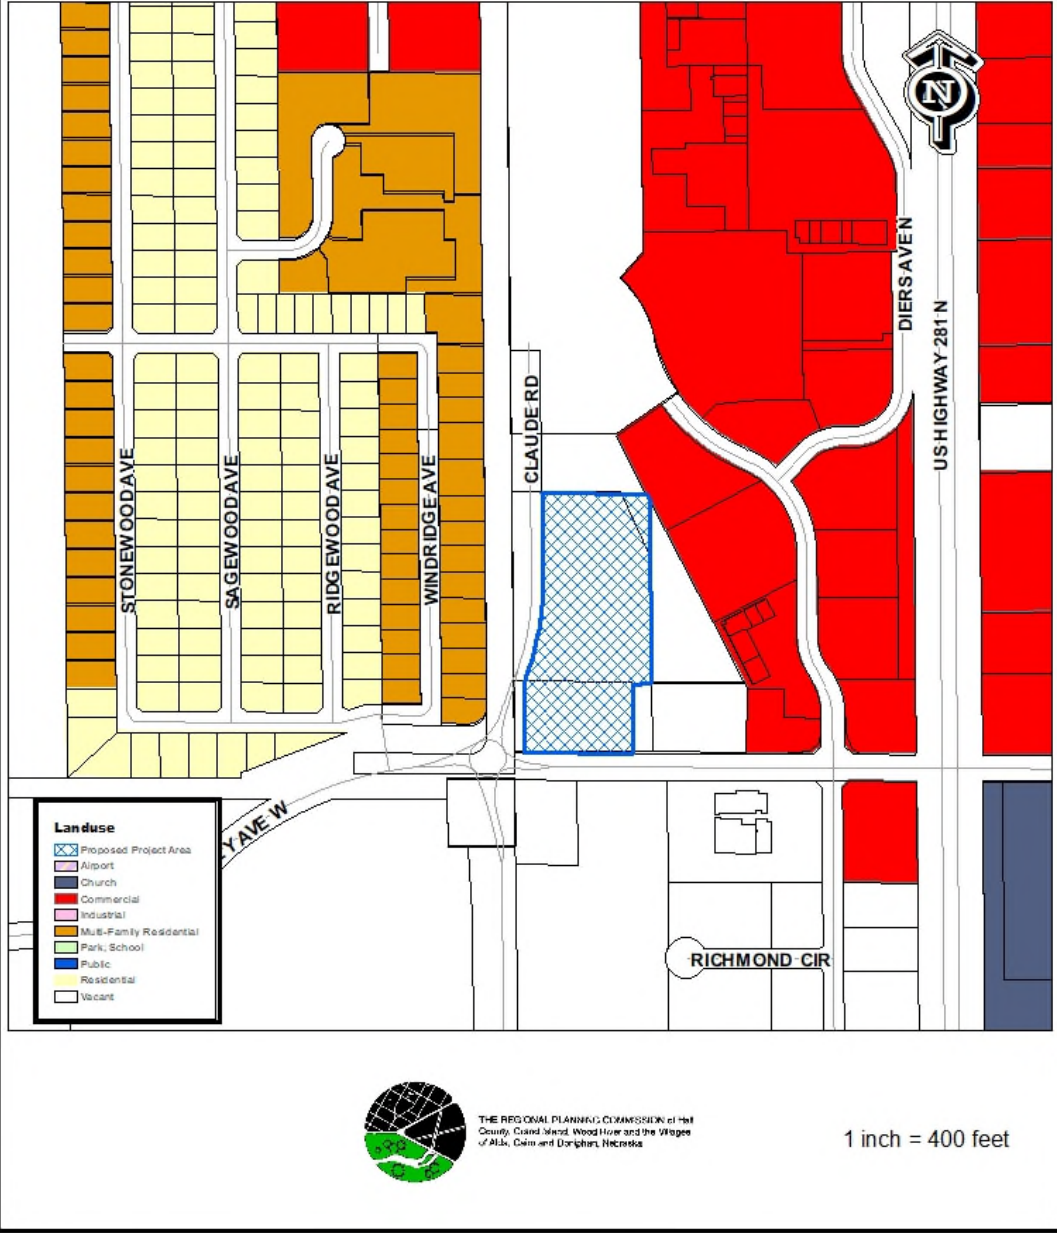 N
DIERS AVE N
US HIGHWAY 281 N
CLAUDE RD
STONEWOOD AVE
SAGEWOOD AVE
RIDGEWOOD AVE
WINDRIDGE AVE
Y AVE W
RICHMOND CIR
Landuse
Proposed Project Area
Airport
Church
Commercial
Industrial
Multi-Family Residential
Park, School
Public
Residential
Vacant
THE REGIONAL PLANNING COMMISSION of Hall
County, Grand Island, Wood River and the Villages
of Alda, Cairo and Doniphan, Nebraska
1 inch = 400 feet